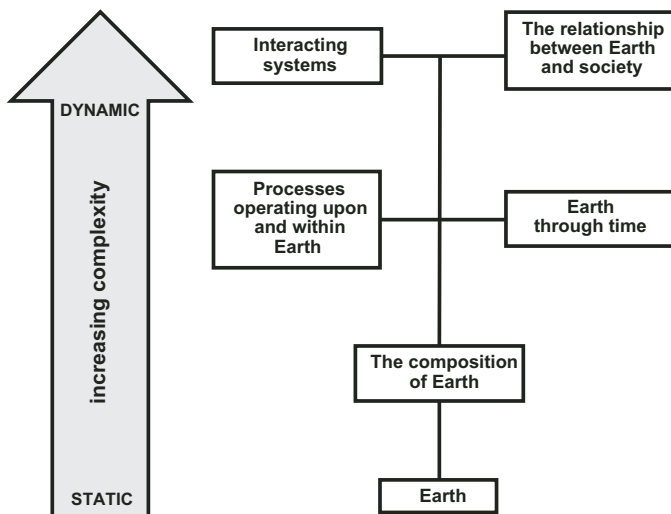 Interacting
systems
The relationship
between Earth
and society
DYNAMIC
increasing complexity
Processes
operating upon
and within
Earth
Earth
through time
The composition
of Earth
STATIC
Earth